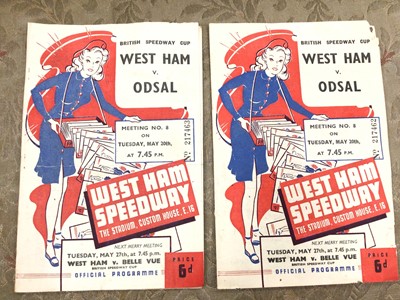 BRITISH SPEEDWAY CUP
WEST HAM
V.
ODSAL
MEETING NO. 8
ON
TUESDAY, MAY 20th,
AT 7.45 P.M.
No 217463
WEST HAM
SPEEDWAY
THE STADIUM, CUSTOM HOUSE, E.16
NEXT MERRY MEETING
TUESDAY, MAY 27th, at 7.45 p.m.
WEST HAM v. BELLE VUE
BRITISH SPEEDWAY CUP
OFFICIAL PROGRAMME
PRICE
6d
BRITISH SPEEDWAY CUP
WEST HAM
V.
ODSAL
MEETING NO. 8
ON
TUESDAY, MAY 20th,
AT 7.45 P.M.
No 217462
WEST HAM
SPEEDWAY
THE STADIUM, CUSTOM HOUSE, E.16
NEXT MERRY MEETING
TUESDAY, MAY 27th, at 7.45 p.m.
WEST HAM v. BELLE VUE
BRITISH SPEEDWAY CUP
OFFICIAL PROGRAMME
PRICE
6d